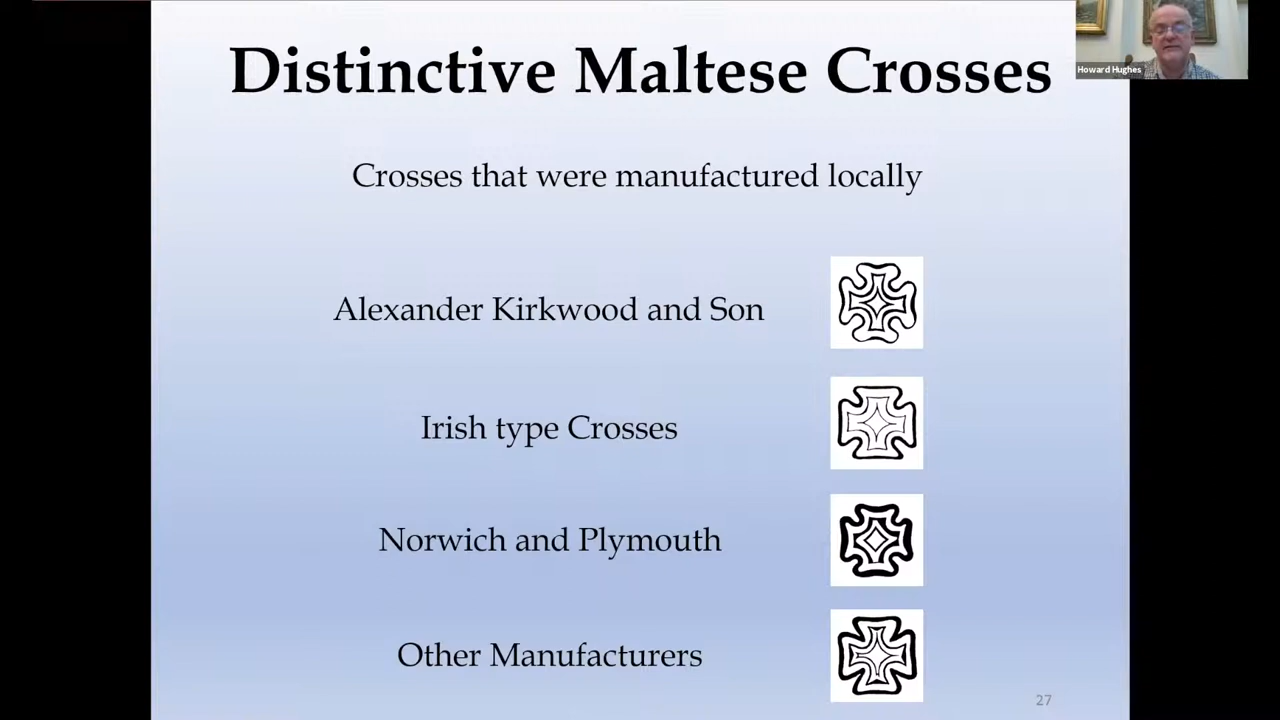 Distinctive Maltese Crosses
Howard Hughes
Crosses that were manufactured locally
Alexander Kirkwood and Son
Irish type Crosses
Norwich and Plymouth
Other Manufacturers
27